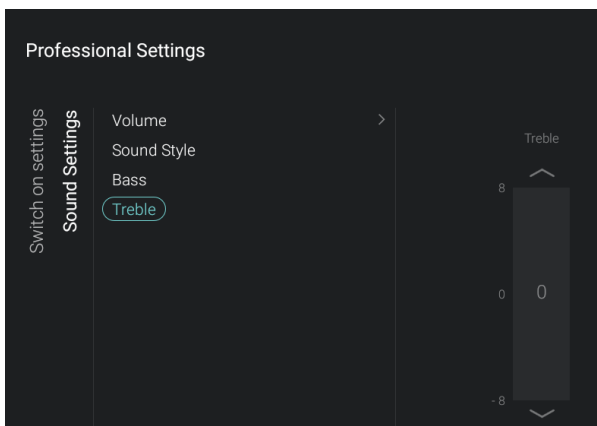 Professional Settings
Switch on settings
Sound Settings
Volume
Sound Style
Bass
Treble
Treble
8
0
0
- 8